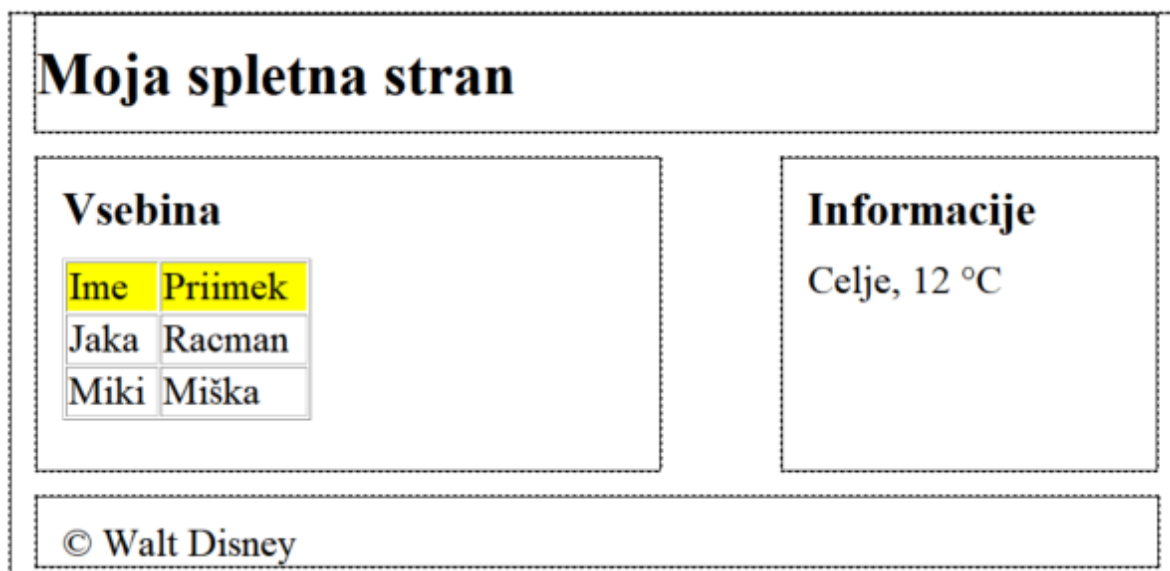 Moja spletna stran
Vsebina
Ime Priimek
Jaka Racman
Miki Miška
Informacije
Celje, 12 °C
© Walt Disney